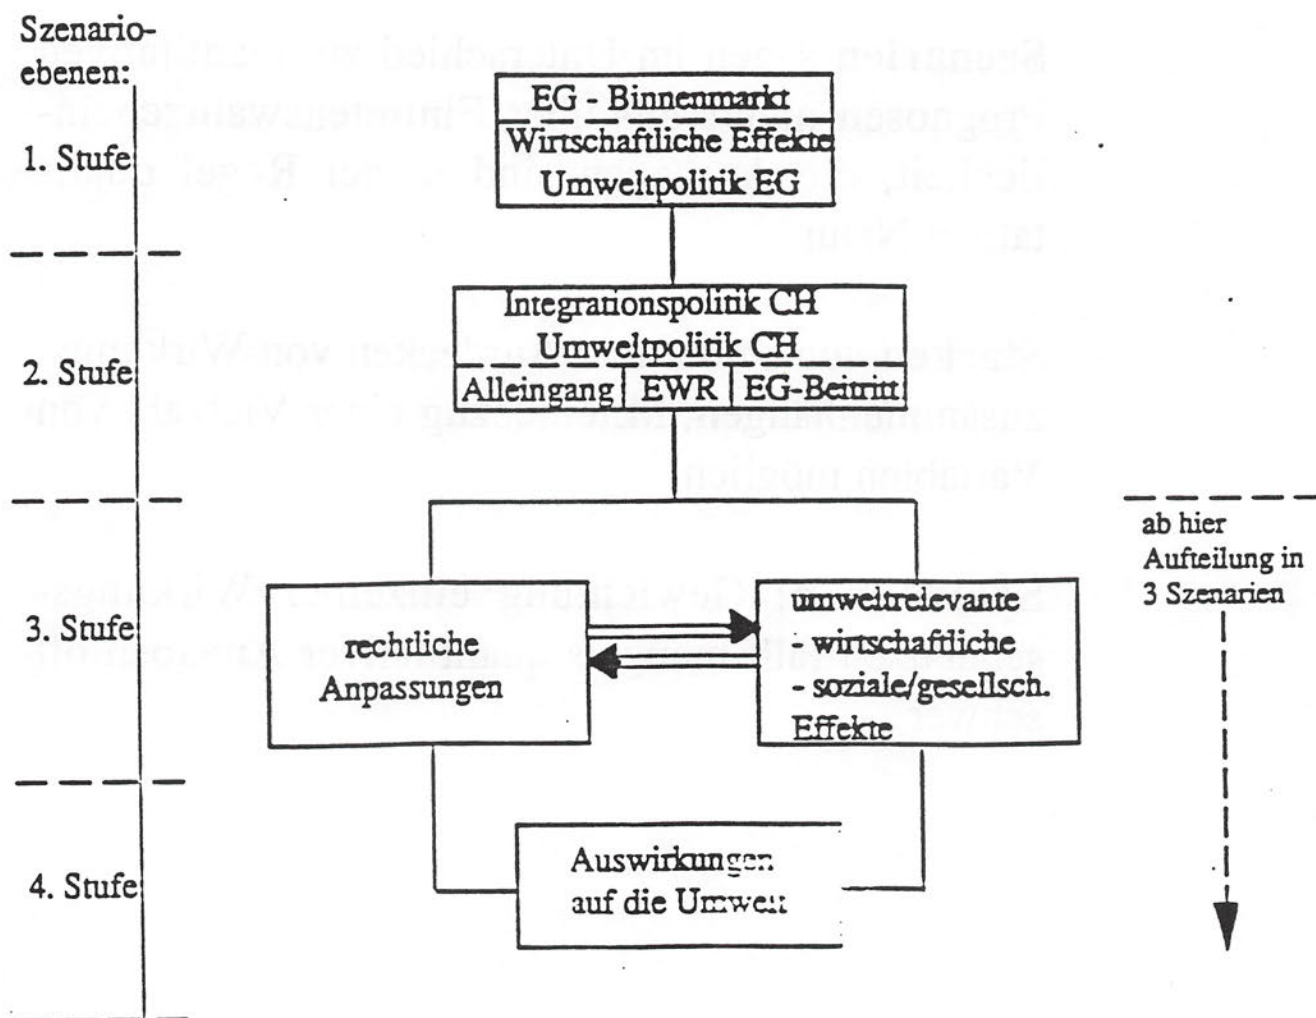 Szenario-
ebenen:
1. Stufe
EG - Binnenmarkt
Wirtschaftliche Effekte
Umweltpolitik EG
2. Stufe
Integrationspolitik CH
Umweltpolitik CH
Alleingang EWR EG-Beitritt
ab hier
Aufteilung in
3 Szenarien
3. Stufe
rechtliche
Anpassungen
umweltrelevante
- wirtschaftliche
- soziale/gesellsch.
Effekte
4. Stufe
Auswirkungen
auf die Umwelt